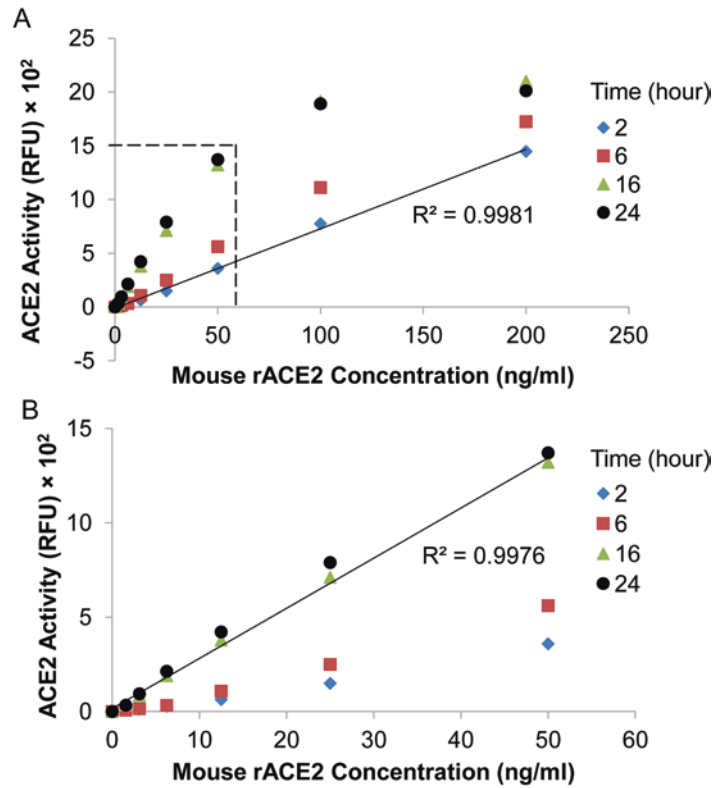 A
25
20
15
10
5
0
-5
0 50 100 150 200 250
ACE2 Activity (RFU) × 10²
Mouse rACE2 Concentration (ng/ml)
R² = 0.9981
Time (hour)
2
6
16
24
B
15
10
5
0
0 10 20 30 40 50 60
ACE2 Activity (RFU) × 10²
Mouse rACE2 Concentration (ng/ml)
R² = 0.9976
Time (hour)
2
6
16
24